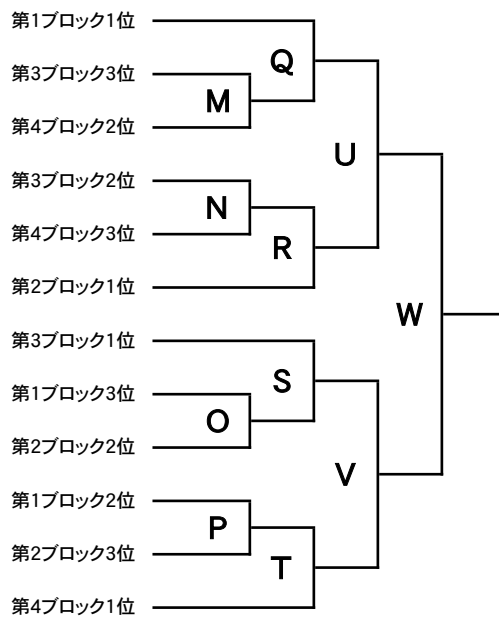 第1ブロック1位
Q
第3ブロック3位
M
第4ブロック2位
U
第3ブロック2位
N
第4ブロック3位
R
第2ブロック1位
W
第3ブロック1位
S
第1ブロック3位
O
第2ブロック2位
V
第1ブロック2位
P
第2ブロック3位
T
第4ブロック1位